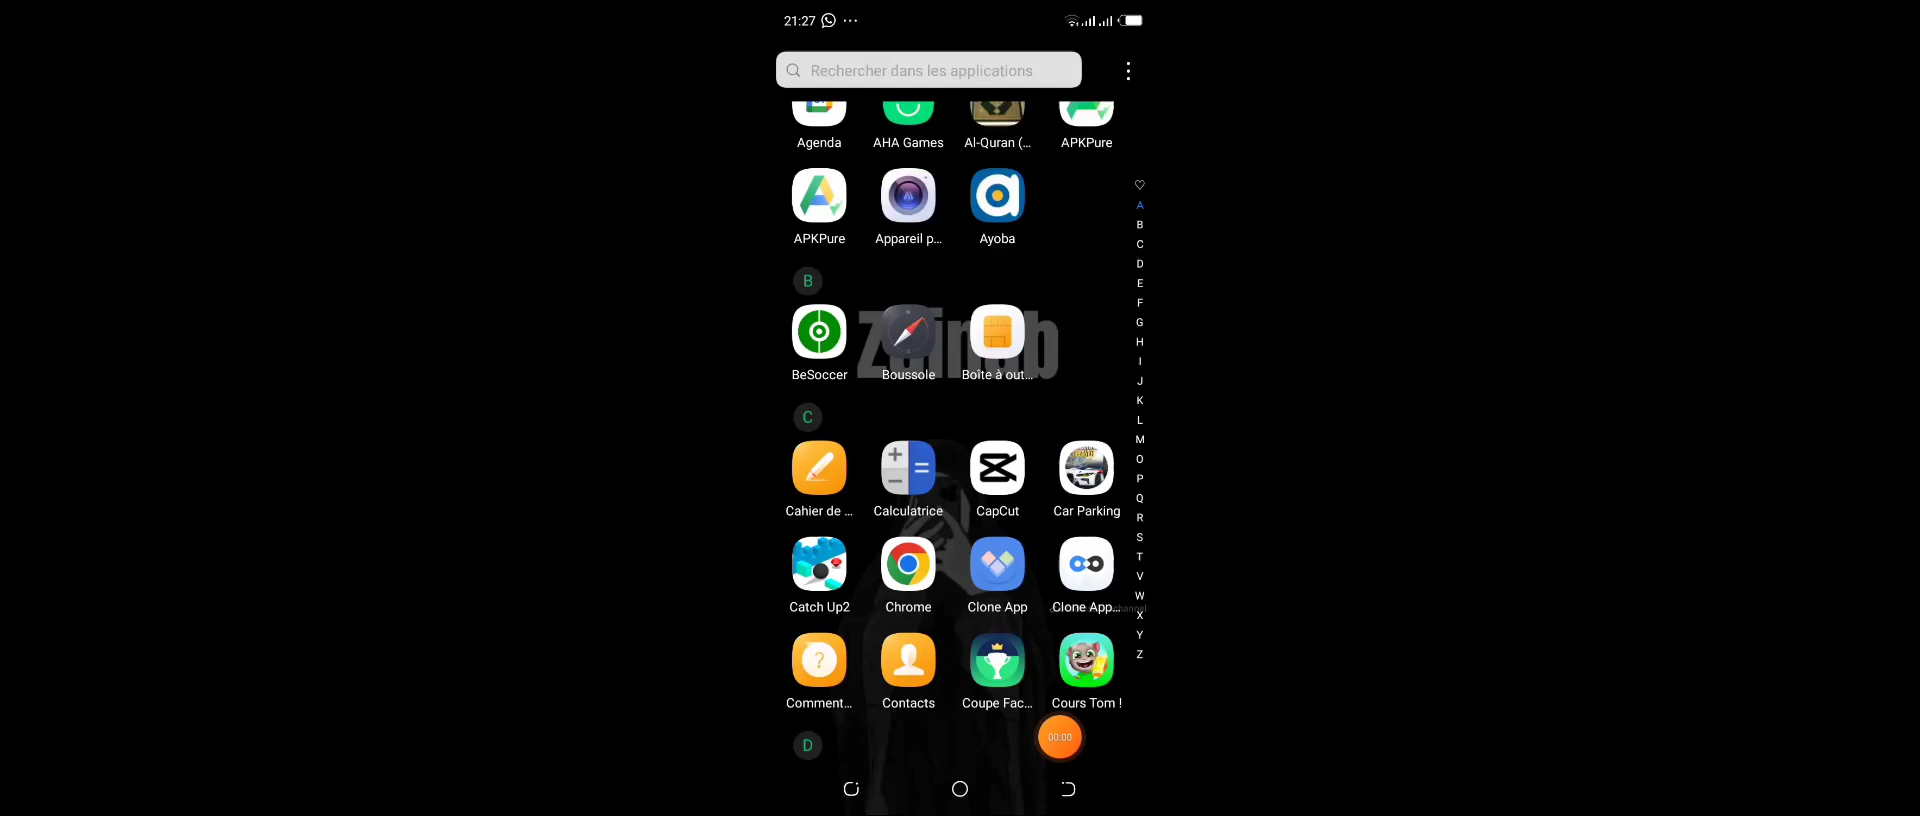 21:27
Rechercher dans les applications
Agenda AHA Games Al-Quran (... APKPure
APKPure Appareil p... Ayoba
B
BeSoccer Boussole Boîte à out...
Zainab
C
Cahier de ... Calculatrice CapCut Car Parking
Catch Up2 Chrome Clone App Clone App...
Comment... Contacts Coupe Fac... Cours Tom !
00:00
D
A
B
C
D
E
F
G
H
I
J
K
L
M
O
P
Q
R
S
T
V
W
X
Y
Z